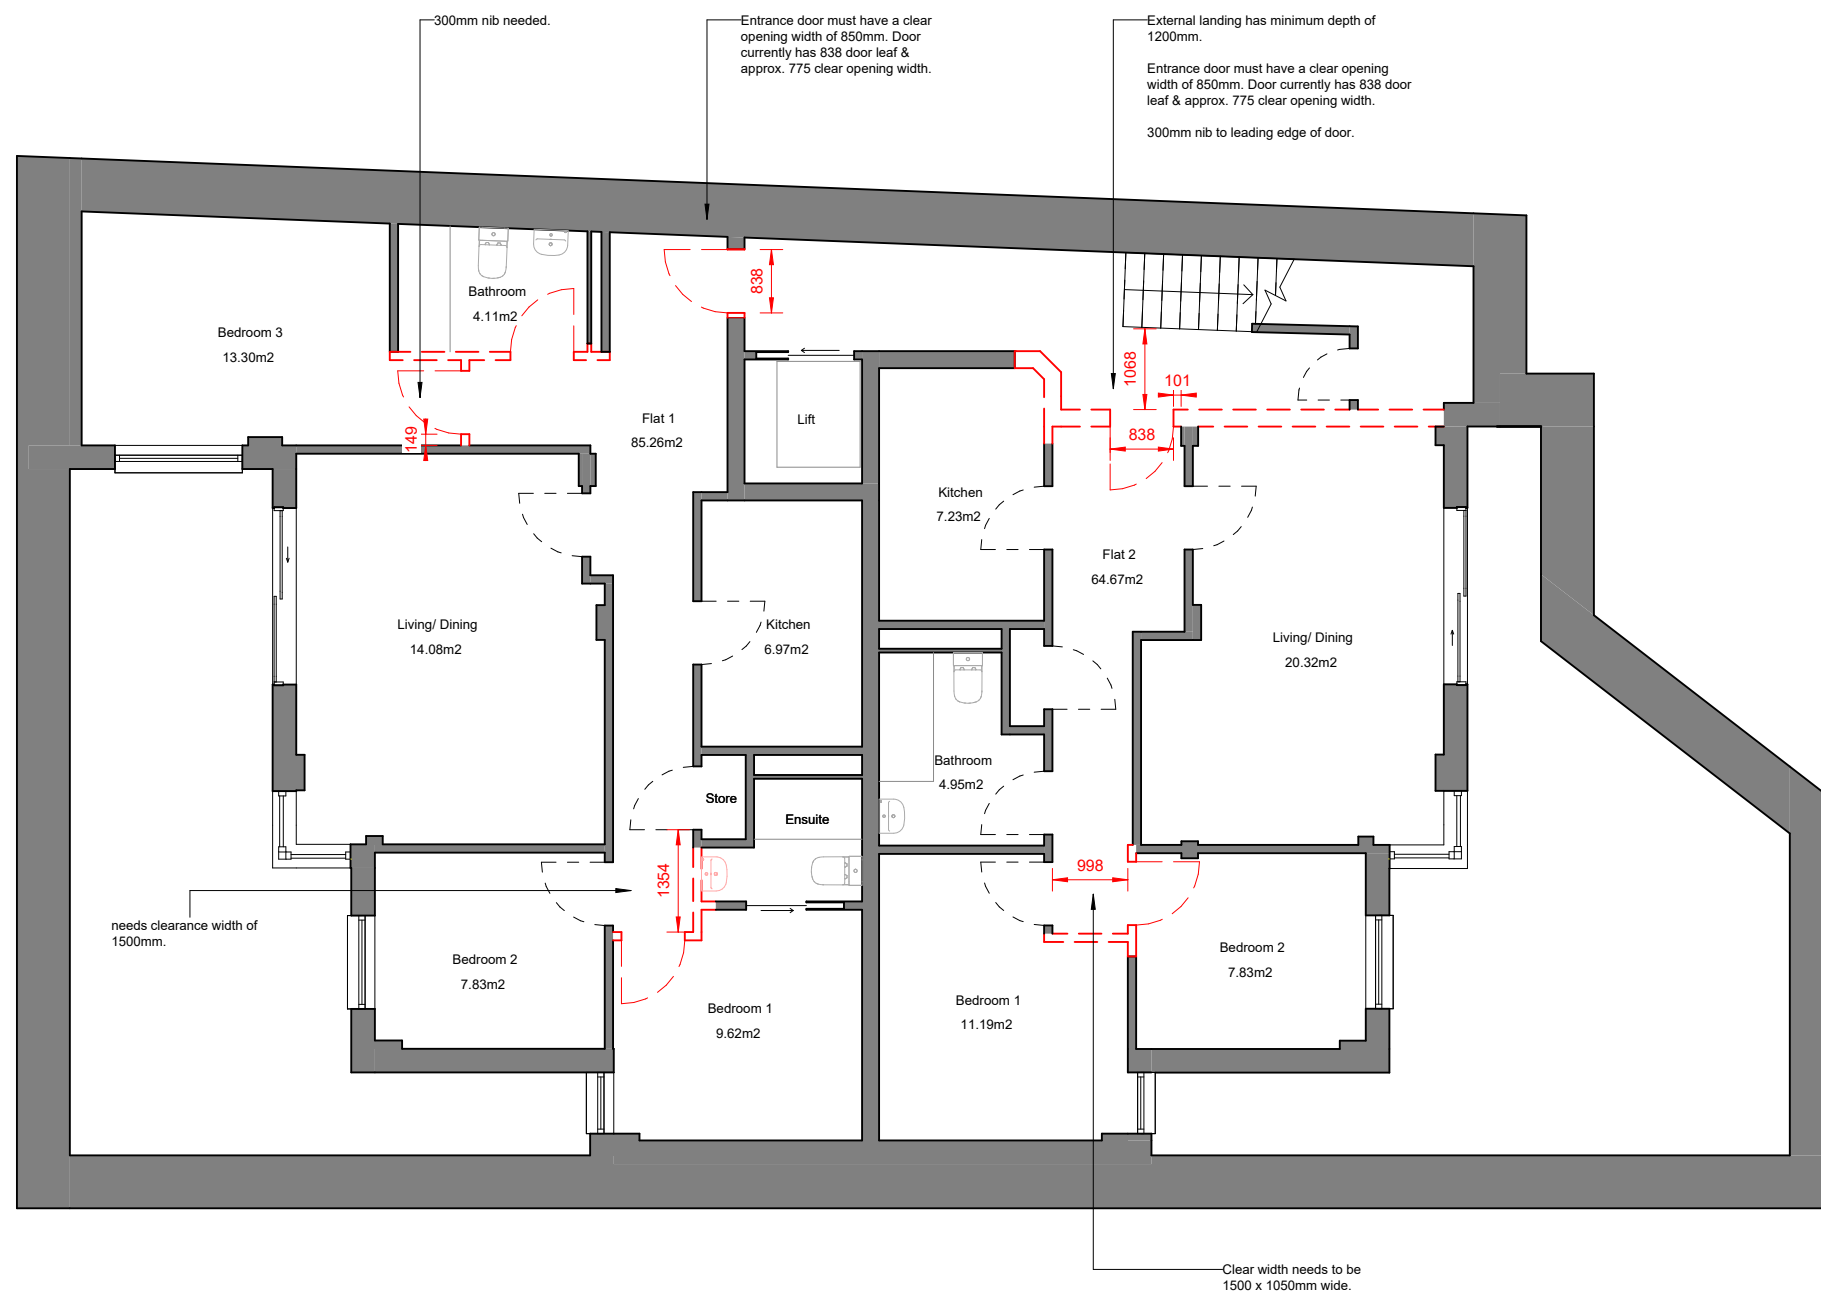 300mm nib needed.
Entrance door must have a clear
opening width of 850mm. Door
currently has 838 door leaf &
approx. 775 clear opening width.
External landing has minimum depth of
1200mm.
Entrance door must have a clear opening
width of 850mm. Door currently has 838 door
leaf & approx. 775 clear opening width.
300mm nib to leading edge of door.
838
Bathroom
4.11m2
Bedroom 3
13.30m2
149
Flat 1
85.26m2
Lift
1068
101
838
Kitchen
7.23m2
Flat 2
64.67m2
Living/ Dining
14.08m2
Kitchen
6.97m2
Living/ Dining
20.32m2
Store
Ensuite
Bathroom
4.95m2
1354
998
needs clearance width of
1500mm.
Bedroom 2
7.83m2
Bedroom 1
9.62m2
Bedroom 1
11.19m2
Bedroom 2
7.83m2
Clear width needs to be
1500 x 1050mm wide.